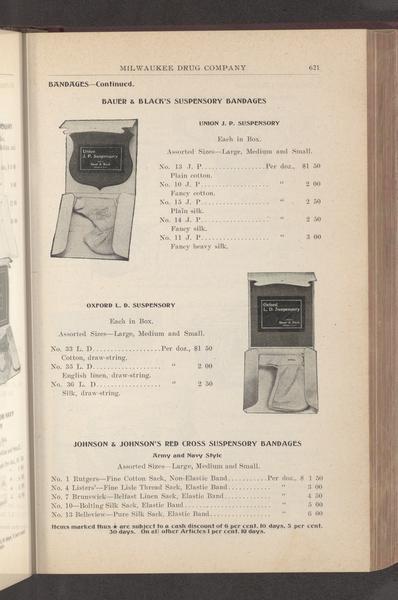 MILWAUKEE DRUG COMPANY 621
BANDAGES—Continued.
BAUER & BLACK'S SUSPENSORY BANDAGES
UNION J. P. SUSPENSORY
Each in Box.
Assorted Sizes—Large, Medium and Small.
No. 13 J. P. Per doz., $1 50
Plain cotton.
No. 10 J. P. " 2 00
Fancy cotton.
No. 15 J. P. " 2 50
Plain silk.
No. 14 J. P. " 2 50
Fancy silk.
No. 11 J. P. " 3 00
Fancy heavy silk.
Union
J. P. Suspensory
OXFORD L. D. SUSPENSORY
Each in Box.
Assorted Sizes—Large, Medium and Small.
No. 33 L. D. Per doz., $1 50
Cotton, draw-string.
No. 35 L. D. " 2 00
English linen, draw-string.
No. 36 L. D. " 2 50
Silk, draw-string.
Oxford
L. D. Suspensory
JOHNSON & JOHNSON'S RED CROSS SUSPENSORY BANDAGES
Army and Navy Style
Assorted Sizes—Large, Medium and Small.
No. 1 Rutgers—Fine Cotton Sack, Non-Elastic Band Per doz., $ 1 50
No. 4 Listers'—Fine Lisle Thread Sack, Elastic Band " 3 00
No. 7 Brunswick—Belfast Linen Sack, Elastic Band " 4 50
No. 10—Bolting Silk Sack, Elastic Band " 5 00
No. 13 Belleview—Pure Silk Sack, Elastic Band " 6 00
Items marked thus ★ are subject to a cash discount of 6 per cent. 10 days, 5 per cent.
30 days. On all other Articles 1 per cent. 10 days.